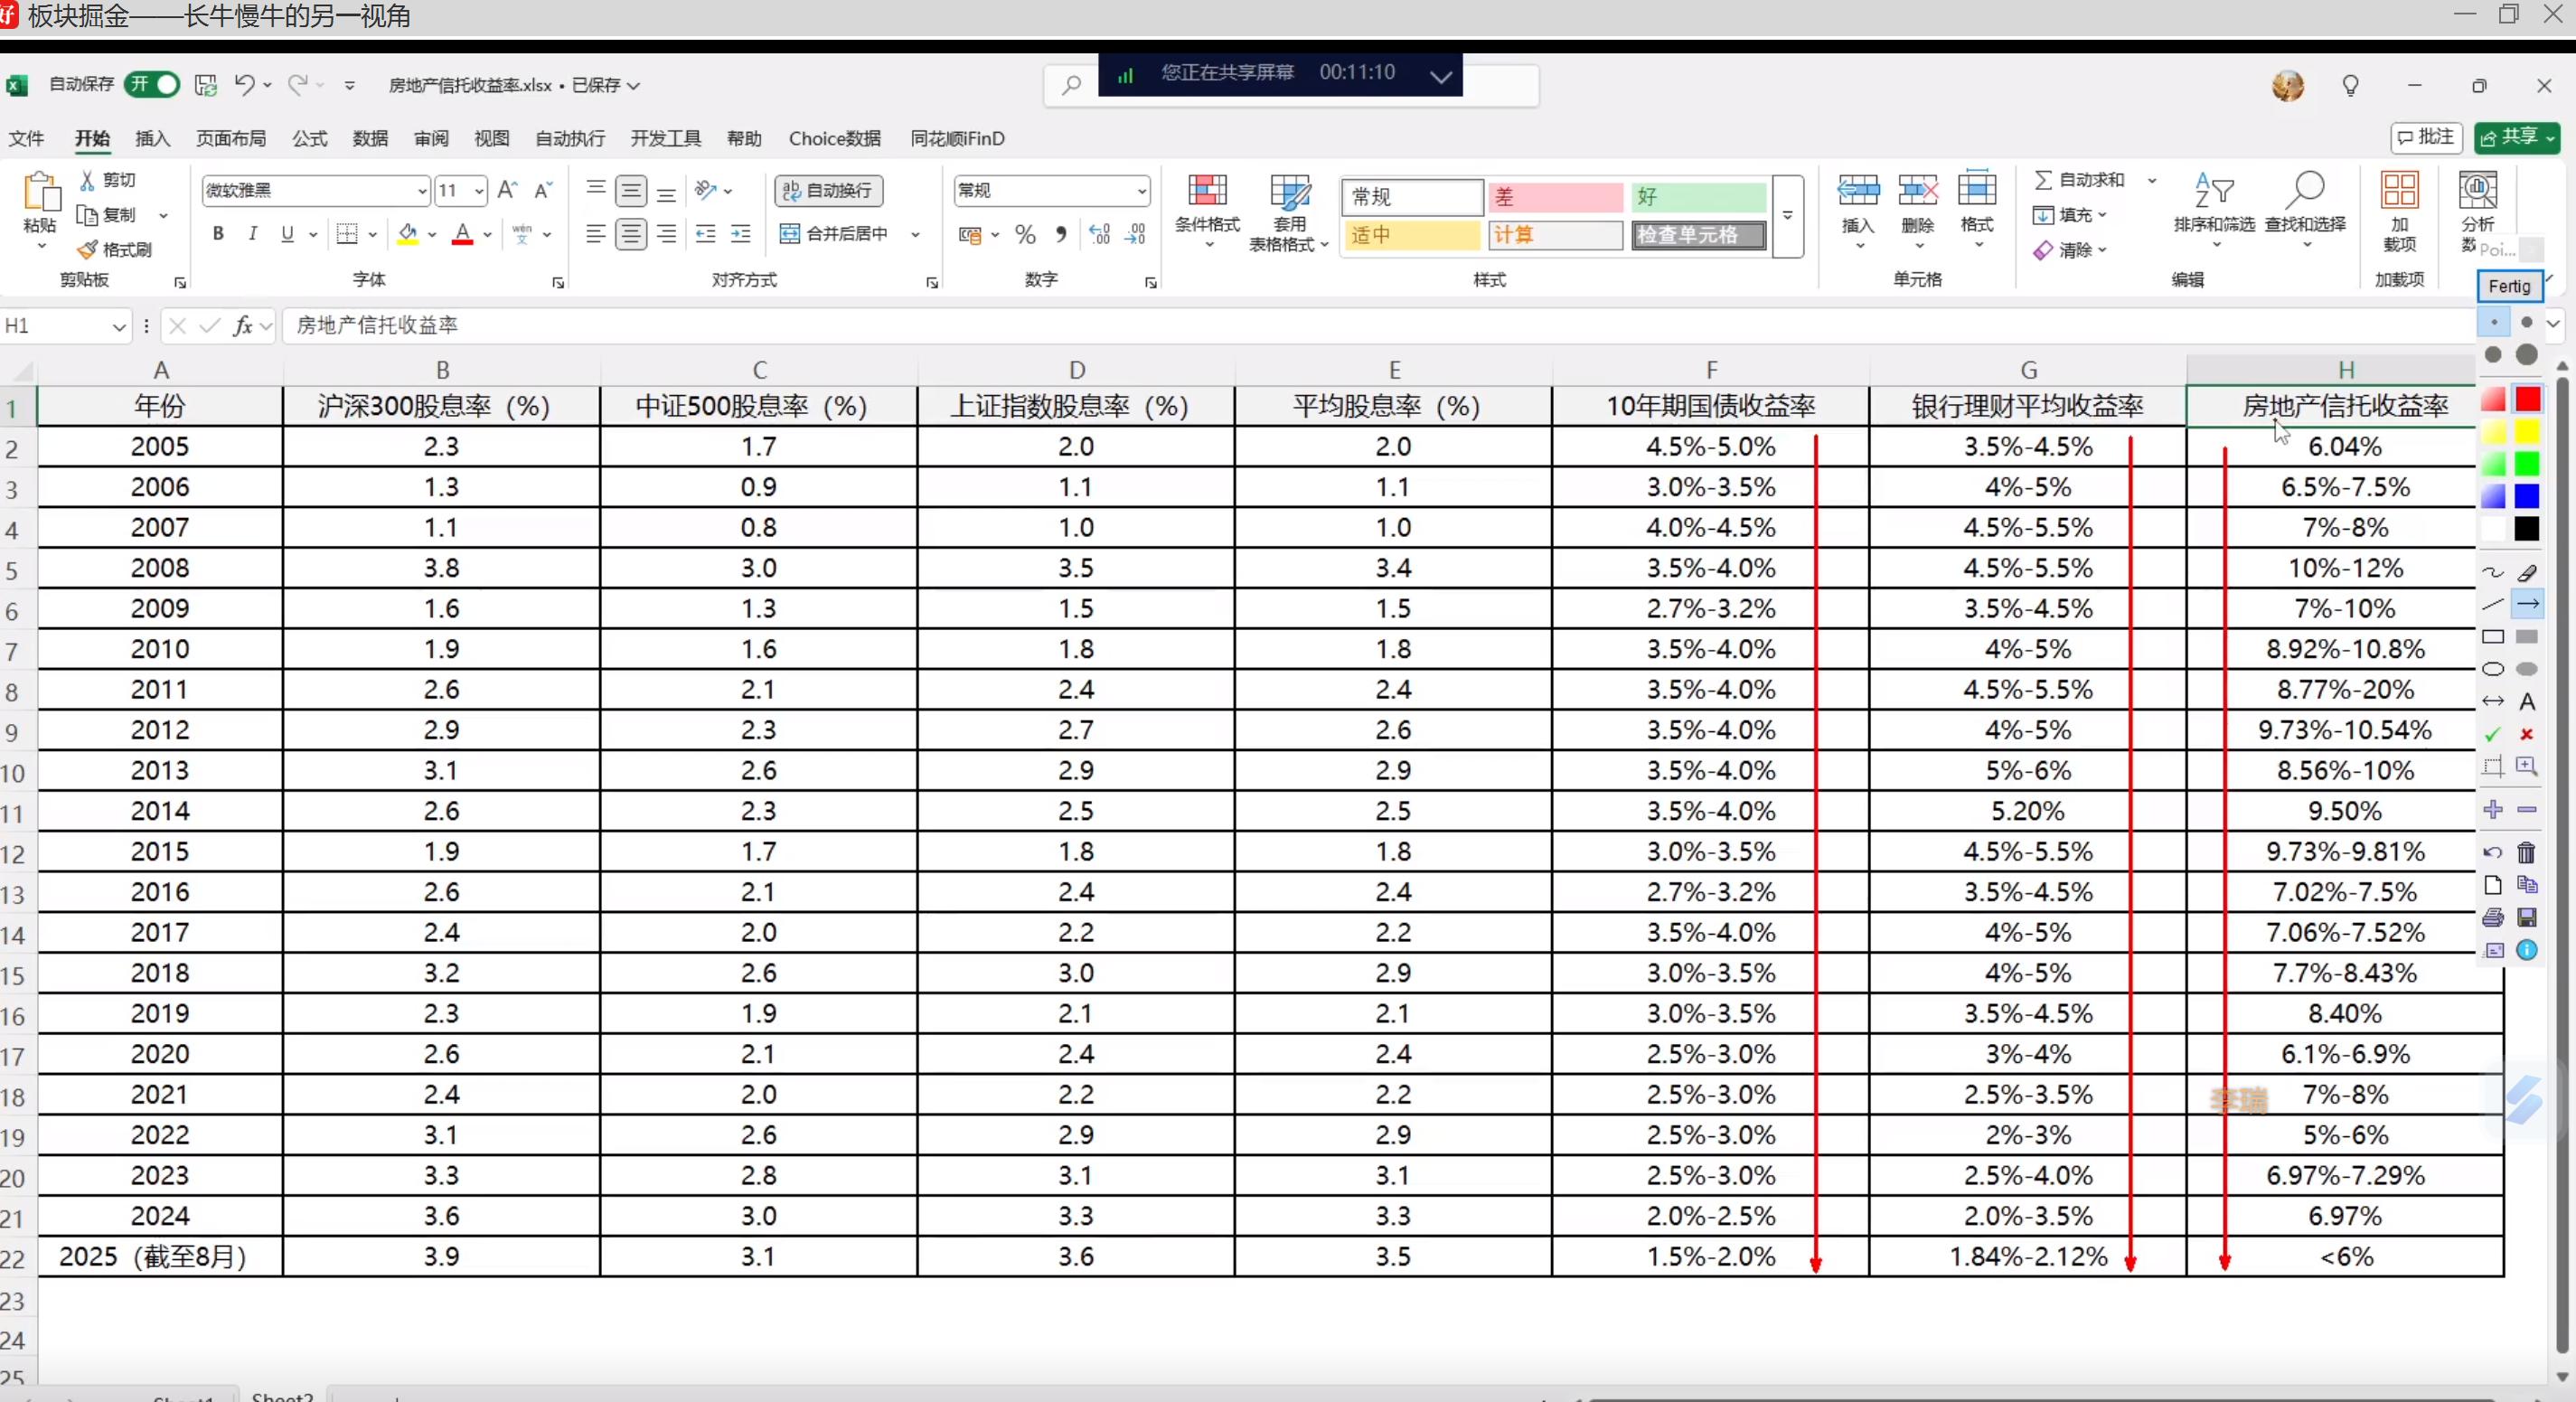 好 板块掘金——长牛慢牛的另一视角
自动保存 开 房地产信托收益率.xlsx • 已保存 您正在共享屏幕 00:11:10
文件 开始 插入 页面布局 公式 数据 审阅 视图 自动执行 开发工具 帮助 Choice数据 同花顺iFinD 批注 共享
粘贴 剪切 复制 格式刷 剪贴板
微软雅黑 11 B I U A wén 文 字体
ab 自动换行 合并后居中 对齐方式
常规 % 数字
条件格式 套用 表格格式 常规 差 好 适中 计算 检查单元格 样式
插入 删除 格式 单元格
自动求和 填充 清除 排序和筛选 查找和选择 编辑
加 载项 加载项
分析 数 Poi...
Fertig
H1 fx 房地产信托收益率
A B C D E F G H
1 年份 沪深300股息率（%） 中证500股息率（%） 上证指数股息率（%） 平均股息率（%） 10年期国债收益率 银行理财平均收益率 房地产信托收益率
2 2005 2.3 1.7 2.0 2.0 4.5%-5.0% 3.5%-4.5% 6.04%
3 2006 1.3 0.9 1.1 1.1 3.0%-3.5% 4%-5% 6.5%-7.5%
4 2007 1.1 0.8 1.0 1.0 4.0%-4.5% 4.5%-5.5% 7%-8%
5 2008 3.8 3.0 3.5 3.4 3.5%-4.0% 4.5%-5.5% 10%-12%
6 2009 1.6 1.3 1.5 1.5 2.7%-3.2% 3.5%-4.5% 7%-10%
7 2010 1.9 1.6 1.8 1.8 3.5%-4.0% 4%-5% 8.92%-10.8%
8 2011 2.6 2.1 2.4 2.4 3.5%-4.0% 4.5%-5.5% 8.77%-20%
9 2012 2.9 2.3 2.7 2.6 3.5%-4.0% 4%-5% 9.73%-10.54%
10 2013 3.1 2.6 2.9 2.9 3.5%-4.0% 5%-6% 8.56%-10%
11 2014 2.6 2.3 2.5 2.5 3.5%-4.0% 5.20% 9.50%
12 2015 1.9 1.7 1.8 1.8 3.0%-3.5% 4.5%-5.5% 9.73%-9.81%
13 2016 2.6 2.1 2.4 2.4 2.7%-3.2% 3.5%-4.5% 7.02%-7.5%
14 2017 2.4 2.0 2.2 2.2 3.5%-4.0% 4%-5% 7.06%-7.52%
15 2018 3.2 2.6 3.0 2.9 3.0%-3.5% 4%-5% 7.7%-8.43%
16 2019 2.3 1.9 2.1 2.1 3.0%-3.5% 3.5%-4.5% 8.40%
17 2020 2.6 2.1 2.4 2.4 2.5%-3.0% 3%-4% 6.1%-6.9%
18 2021 2.4 2.0 2.2 2.2 2.5%-3.0% 2.5%-3.5% 李瑞 7%-8%
19 2022 3.1 2.6 2.9 2.9 2.5%-3.0% 2%-3% 5%-6%
20 2023 3.3 2.8 3.1 3.1 2.5%-3.0% 2.5%-4.0% 6.97%-7.29%
21 2024 3.6 3.0 3.3 3.3 2.0%-2.5% 2.0%-3.5% 6.97%
22 2025（截至8月） 3.9 3.1 3.6 3.5 1.5%-2.0% 1.84%-2.12% <6%
23
24
25
Sheet1 Sheet2